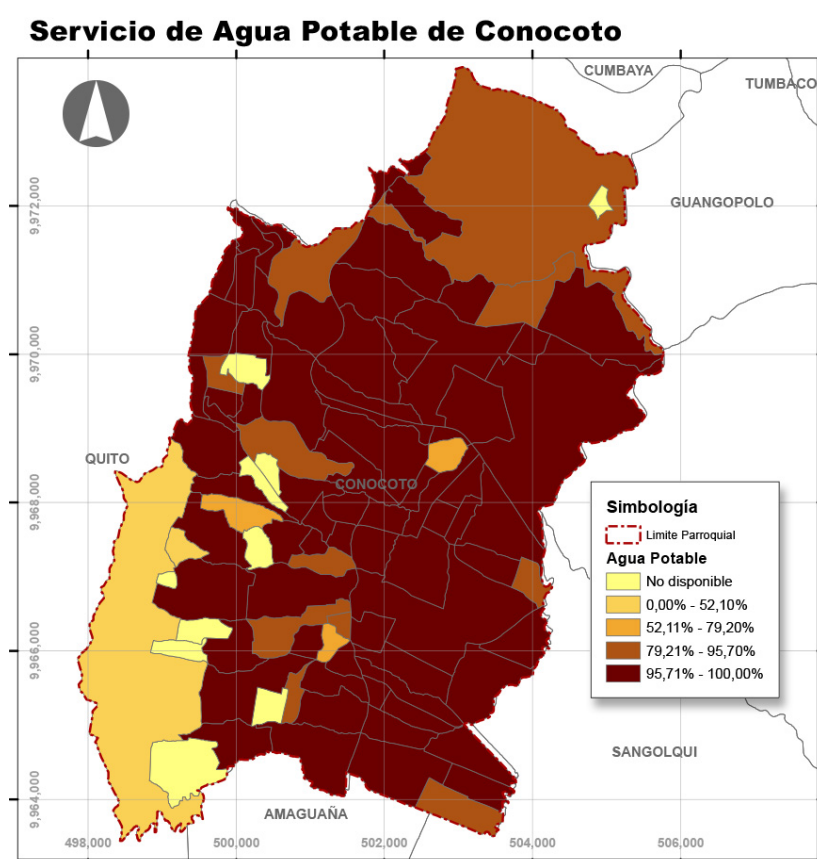 Servicio de Agua Potable de Conocoto
CUMBAYA
TUMBACO
9,972,000
GUANGOPOLO
9,970,000
QUITO
CONOCOTO
9,968,000
Simbología
Limite Parroquial
Agua Potable
No disponible
0,00% - 52,10%
52,11% - 79,20%
79,21% - 95,70%
95,71% - 100,00%
9,966,000
SANGOLQUI
AMAGUAÑA
9,964,000
498,000 500,000 502,000 504,000 506,000